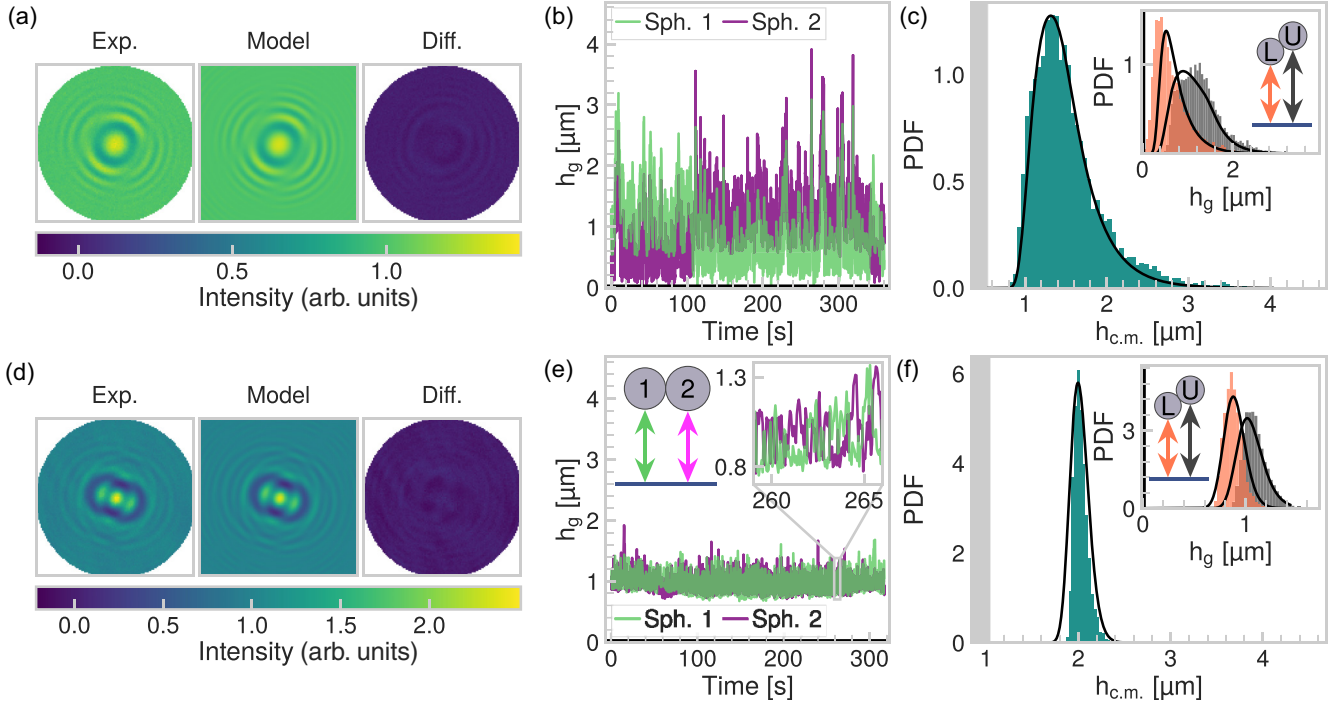 (a)
Exp. Model Diff.
0.0 0.5 1.0
Intensity (arb. units)
(b)
Sph. 1 Sph. 2
4
3
2
1
0
h_g [µm]
0 100 200 300
Time [s]
(c)
PDF
1.0
0.5
0.0
1 2 3 4
h_c.m. [µm]
PDF
1
0 2
h_g [µm]
L U
(d)
Exp. Model Diff.
0.0 0.5 1.0 1.5 2.0
Intensity (arb. units)
(e)
1 2
4
3
2
1
0
h_g [µm]
1.3
0.8
260 265
Sph. 1 Sph. 2
0 100 200 300
Time [s]
(f)
PDF
6
4
2
0
1 2 3 4
h_c.m. [µm]
PDF
3
0
0 1
h_g [µm]
L U